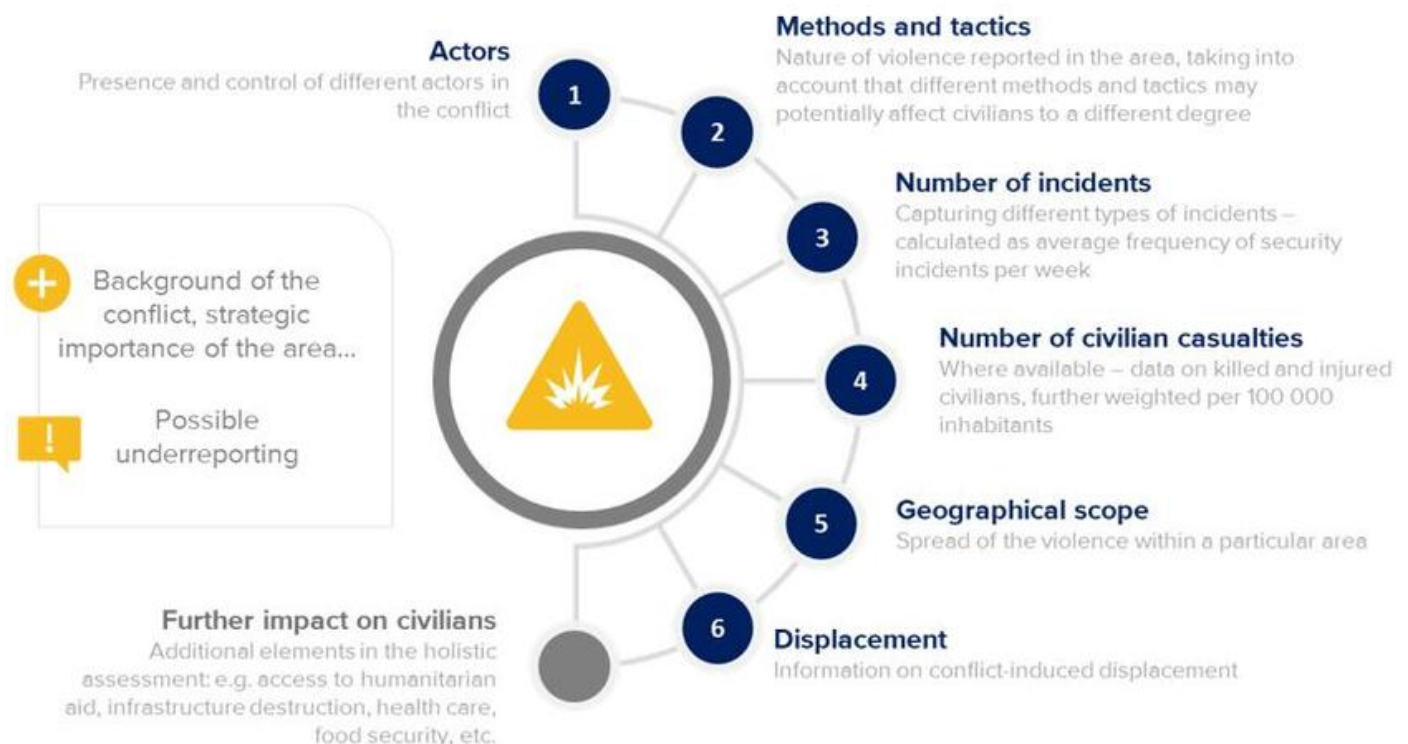 Actors
Presence and control of different actors in
the conflict
1
Methods and tactics
Nature of violence reported in the area, taking into
account that different methods and tactics may
potentially affect civilians to a different degree
2
Number of incidents
Capturing different types of incidents –
calculated as average frequency of security
incidents per week
3
Number of civilian casualties
Where available – data on killed and injured
civilians, further weighted per 100 000
inhabitants
4
Geographical scope
Spread of the violence within a particular area
5
Displacement
Information on conflict-induced displacement
6
Further impact on civilians
Additional elements in the holistic
assessment: e.g. access to humanitarian
aid, infrastructure destruction, health care,
food security, etc.
Background of the
conflict, strategic
importance of the area...
!
Possible
underreporting